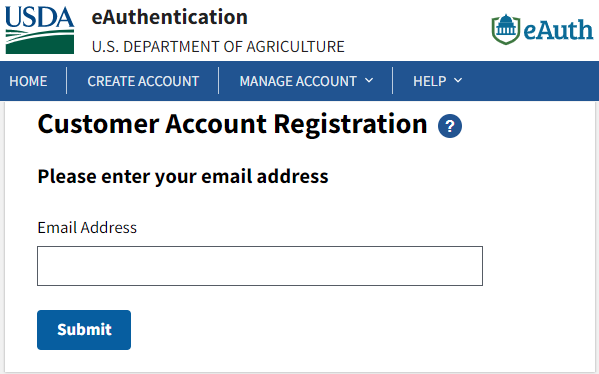 USDA
eAuthentication
U.S. DEPARTMENT OF AGRICULTURE
eAuth
HOME CREATE ACCOUNT MANAGE ACCOUNT HELP
Customer Account Registration ?
Please enter your email address
Email Address
Submit